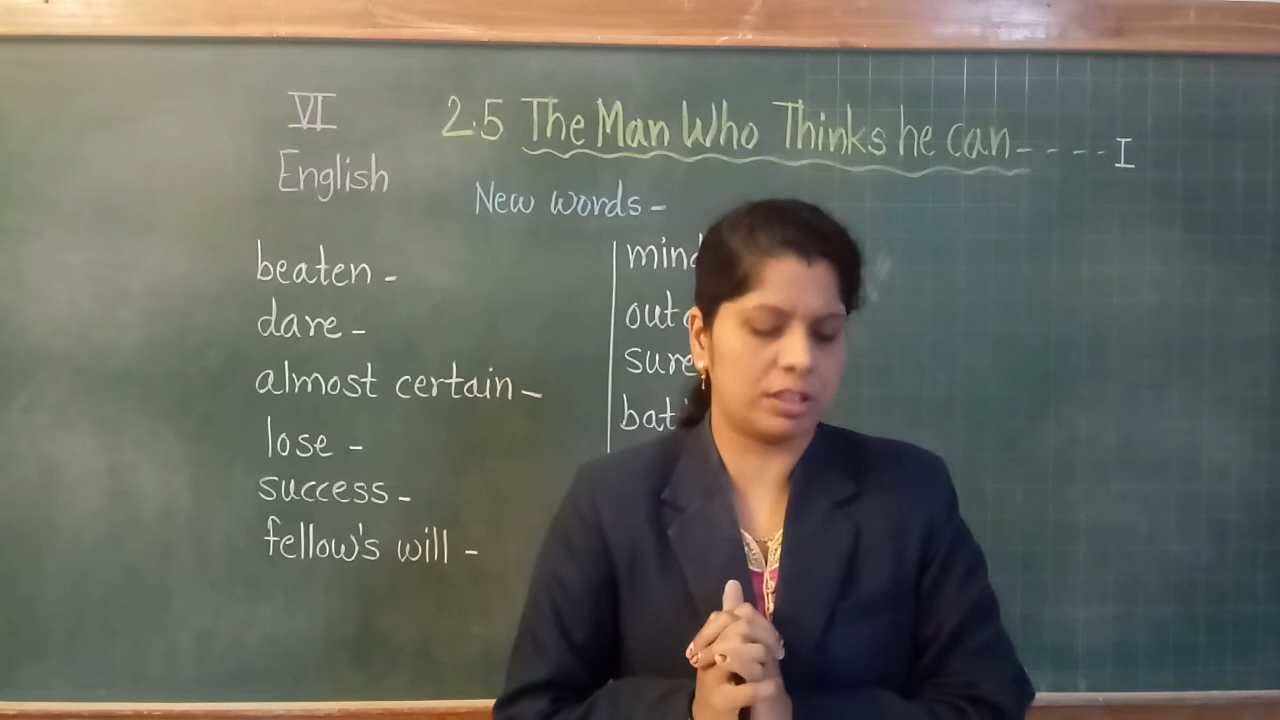 VI
2.5 The Man Who Thinks he can----I
English
New words -
beaten -
dare -
almost certain -
lose -
success -
fellow's will -
sure